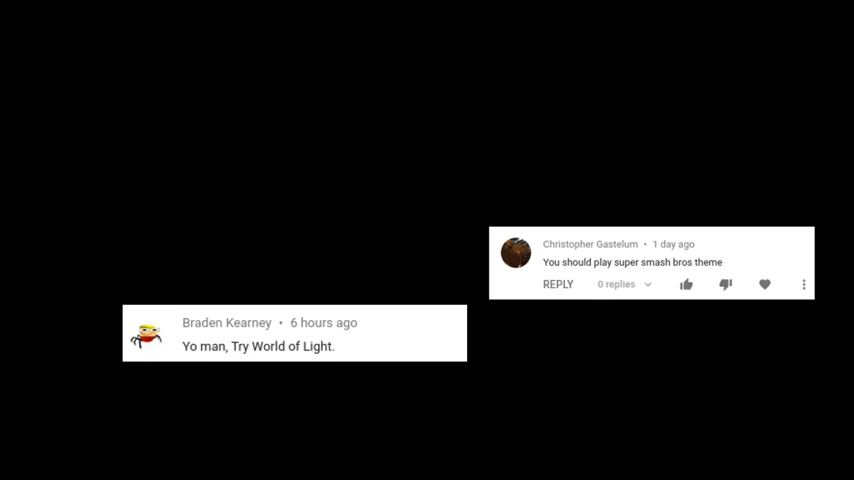 Christopher Gastelum • 1 day ago
You should play super smash bros theme
REPLY 0 replies
Braden Kearney • 6 hours ago
Yo man, Try World of Light.